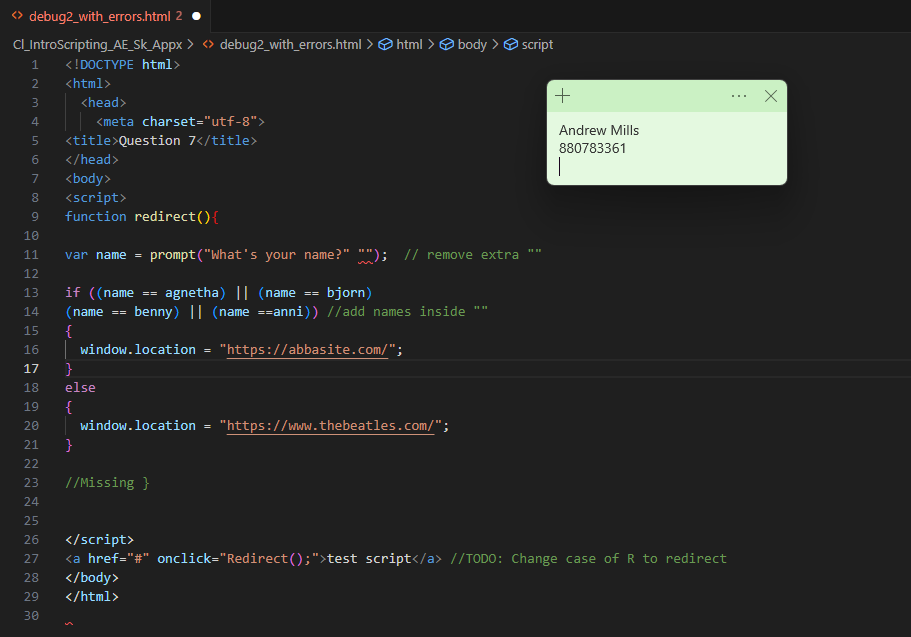 debug2_with_errors.html 2
Cl_IntroScripting_AE_Sk_Appx > debug2_with_errors.html > html > body > script
1 <!DOCTYPE html>
2 <html>
3 <head>
4 <meta charset="utf-8">
5 <title>Question 7</title>
6 </head>
7 <body>
8 <script>
9 function redirect(){
10
11 var name = prompt("What's your name?" "");  // remove extra ""
12
13 if ((name == agnetha) || (name == bjorn)
14 (name == benny) || (name ==anni)) //add names inside ""
15 {
16 window.location = "https://abbasite.com/";
17 }
18 else
19 {
20 window.location = "https://www.thebeatles.com/";
21 }
22
23 //Missing }
24
25
26 </script>
27 <a href="#" onclick="Redirect();">test script</a> //TODO: Change case of R to redirect
28 </body>
29 </html>
30
Andrew Mills
880783361